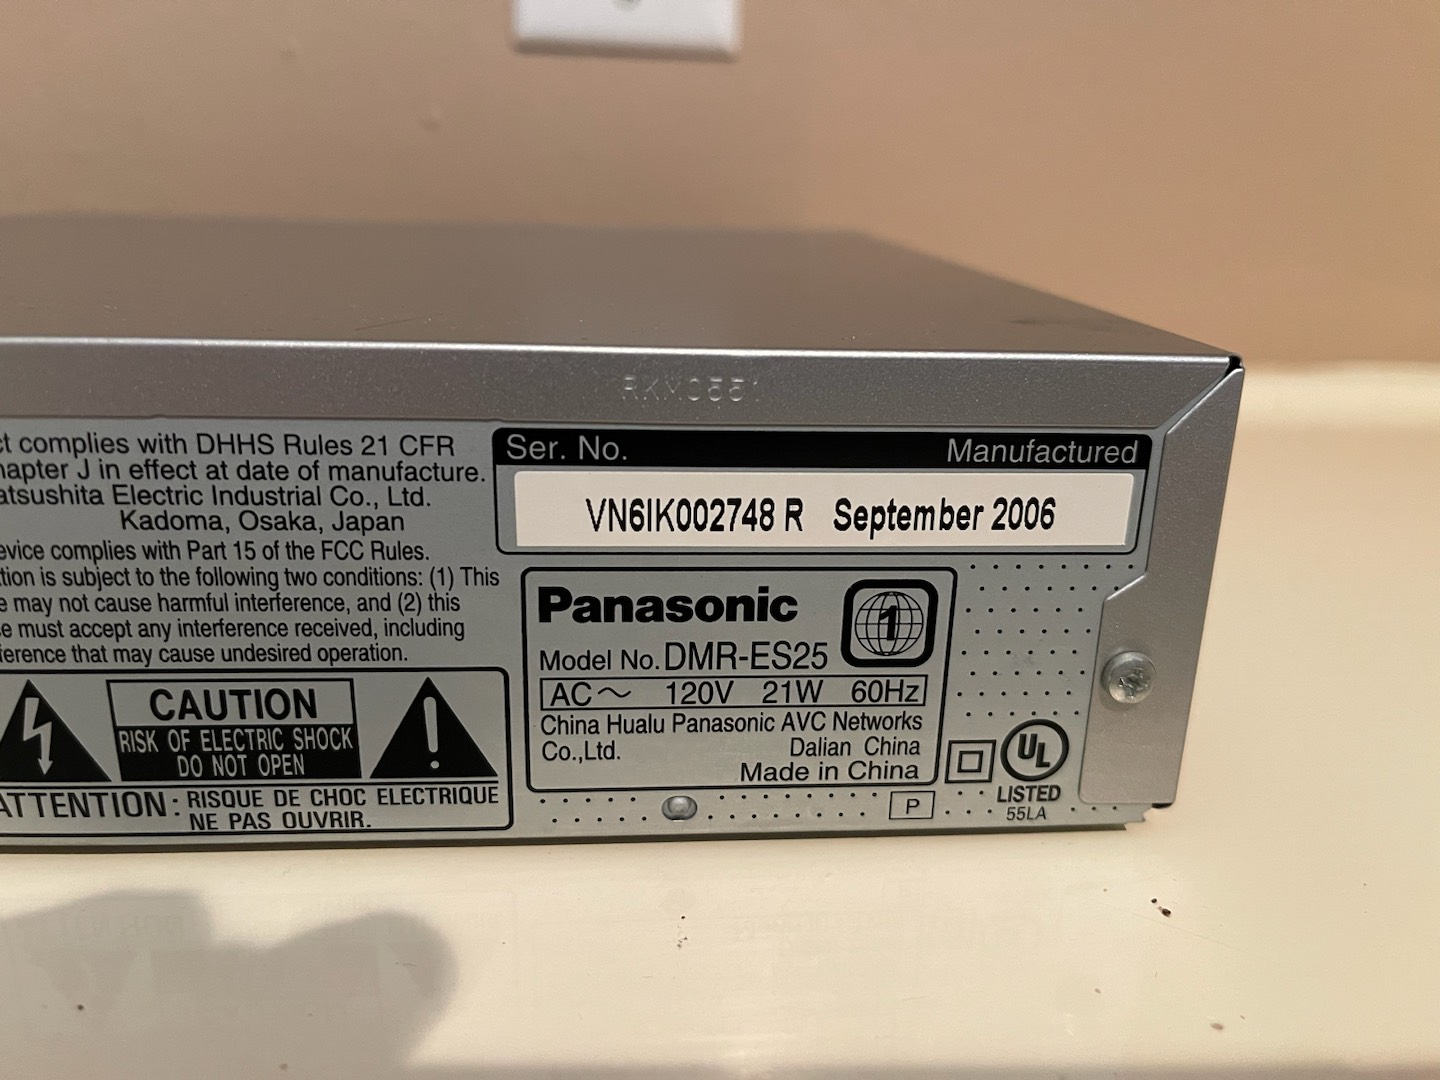 RKM0551
ct complies with DHHS Rules 21 CFR
hapter J in effect at date of manufacture.
atsushita Electric Industrial Co., Ltd.
Kadoma, Osaka, Japan
evice complies with Part 15 of the FCC Rules.
tion is subject to the following two conditions: (1) This
e may not cause harmful interference, and (2) this
e must accept any interference received, including
ference that may cause undesired operation.
CAUTION
RISK OF ELECTRIC SHOCK
DO NOT OPEN
ATTENTION: RISQUE DE CHOC ELECTRIQUE
NE PAS OUVRIR.
Ser. No. Manufactured
VN6IK002748 R September 2006
Panasonic 1
Model No. DMR-ES25
AC~ 120V 21W 60Hz
China Hualu Panasonic AVC Networks
Co.,Ltd. Dalian China
Made in China
P
UL
LISTED
55LA